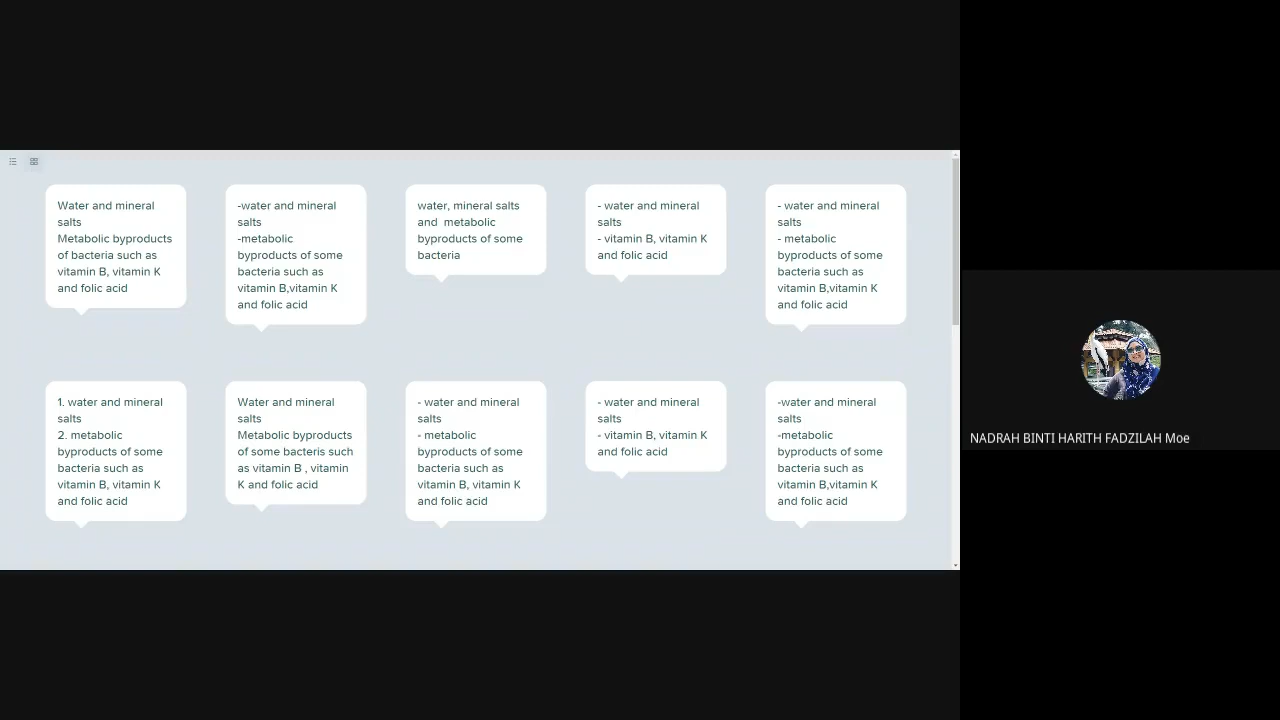 Water and mineral
salts
Metabolic byproducts
of bacteria such as
vitamin B, vitamin K
and folic acid
-water and mineral
salts
-metabolic
byproducts of some
bacteria such as
vitamin B,vitamin K
and folic acid
water, mineral salts
and metabolic
byproducts of some
bacteria
- water and mineral
salts
- vitamin B, vitamin K
and folic acid
- water and mineral
salts
- metabolic
byproducts of some
bacteria such as
vitamin B,vitamin K
and folic acid
1. water and mineral
salts
2. metabolic
byproducts of some
bacteria such as
vitamin B, vitamin K
and folic acid
Water and mineral
salts
Metabolic byproducts
of some bacteris such
as vitamin B , vitamin
K and folic acid
- water and mineral
salts
- metabolic
byproducts of some
bacteria such as
vitamin B, vitamin K
and folic acid
- water and mineral
salts
- vitamin B, vitamin K
and folic acid
-water and mineral
salts
-metabolic
byproducts of some
bacteria such as
vitamin B,vitamin K
and folic acid
NADRAH BINTI HARITH FADZILAH Moe